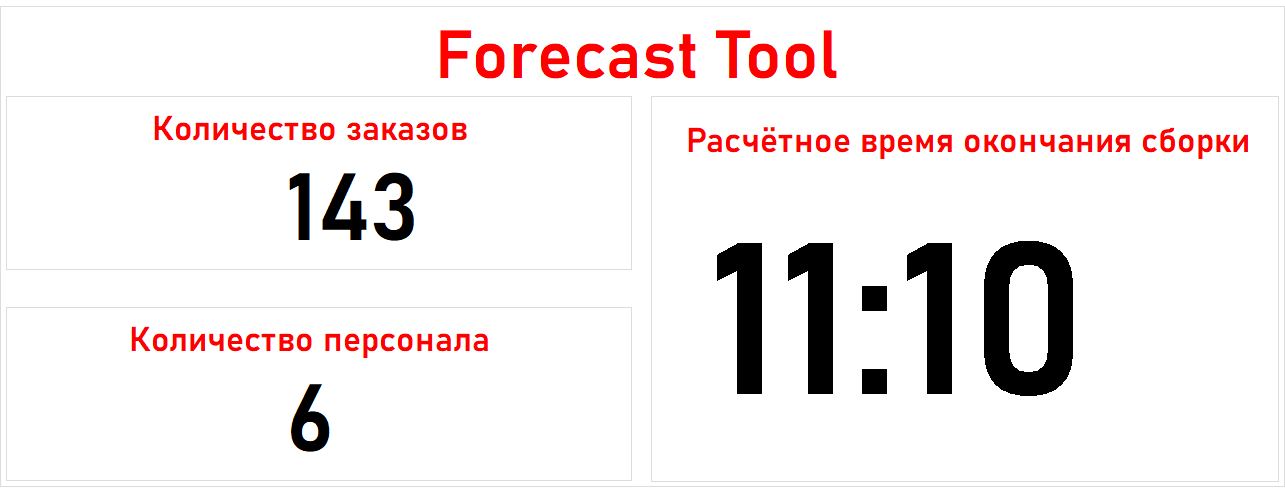 Forecast Tool
Количество заказов
143
Количество персонала
6
Расчётное время окончания сборки
11:10